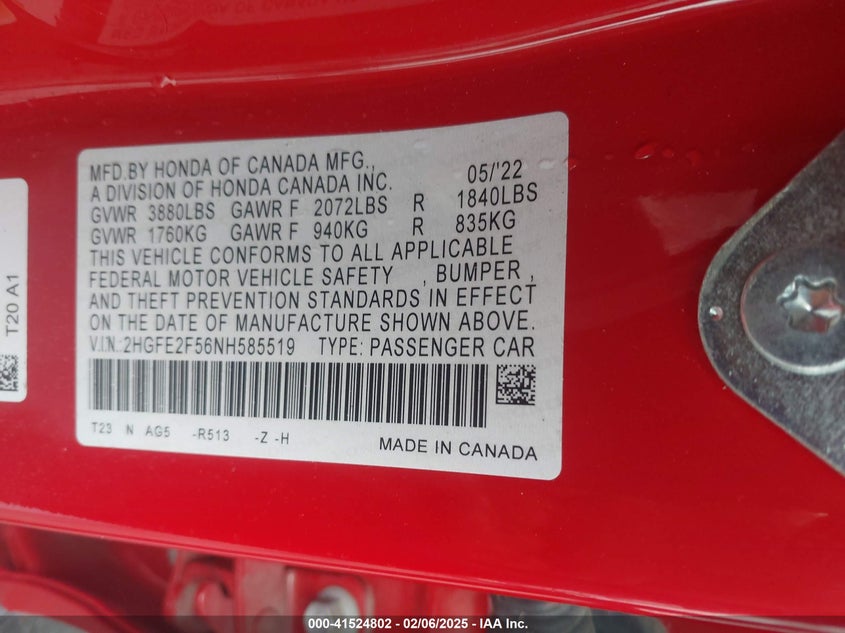 MFD.BY HONDA OF CANADA MFG., 05/'22
A DIVISION OF HONDA CANADA INC.
GVWR 3880LBS GAWR F 2072LBS R 1840LBS
GVWR 1760KG GAWR F 940KG R 835KG
THIS VEHICLE CONFORMS TO ALL APPLICABLE
FEDERAL MOTOR VEHICLE SAFETY , BUMPER ,
AND THEFT PREVENTION STANDARDS IN EFFECT
ON THE DATE OF MANUFACTURE SHOWN ABOVE.
V.I.N:2HGFE2F56NH585519 TYPE: PASSENGER CAR
T23 N AG5 -R513 -Z -H
MADE IN CANADA
T20 A1
000-41524802 - 02/06/2025 - IAA Inc.